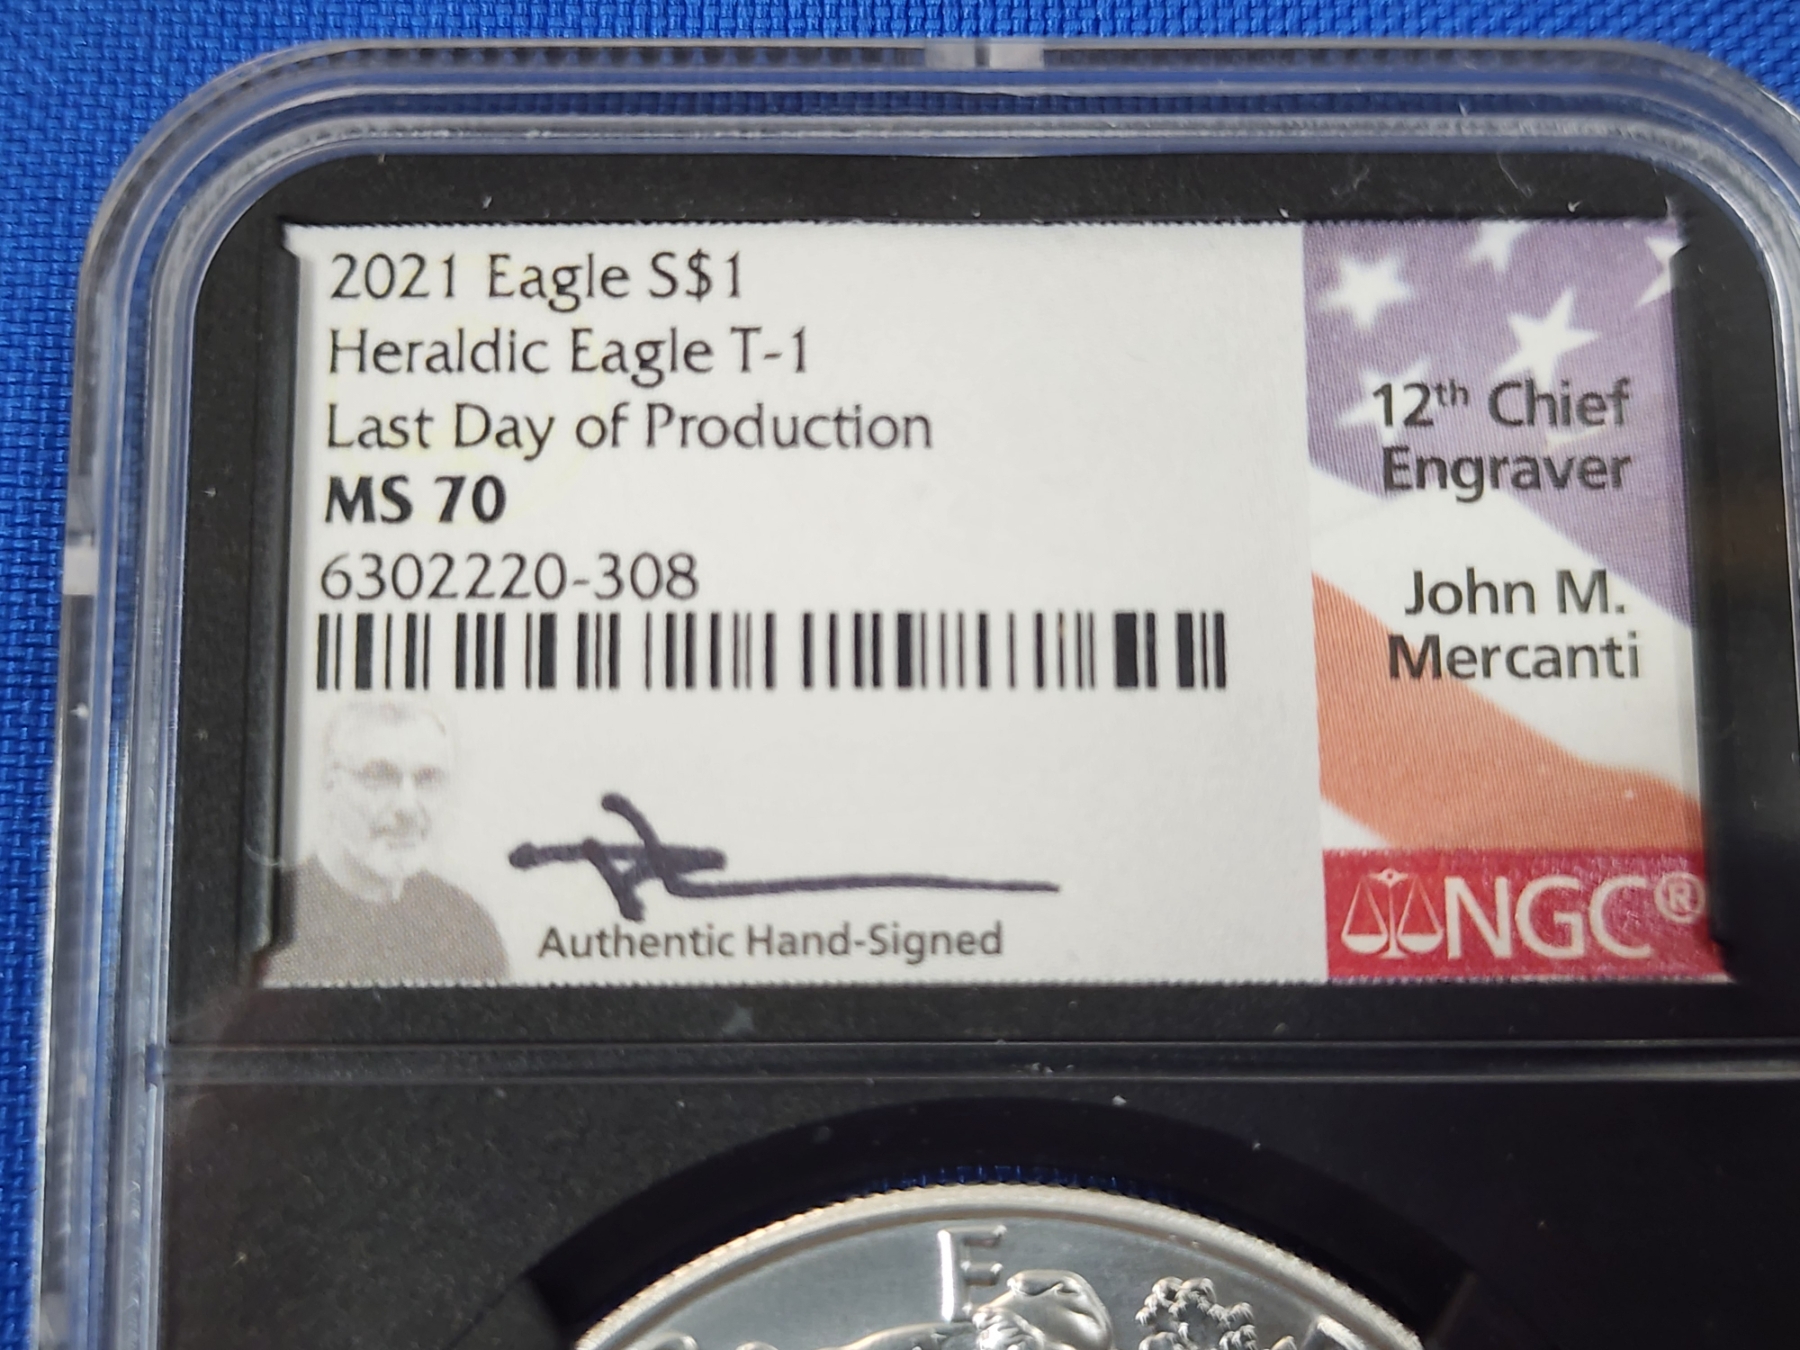 2021 Eagle S$1
Heraldic Eagle T-1
Last Day of Production
MS 70
6302220-308
Authentic Hand-Signed
12th Chief
Engraver
John M.
Mercanti
NGC®
E